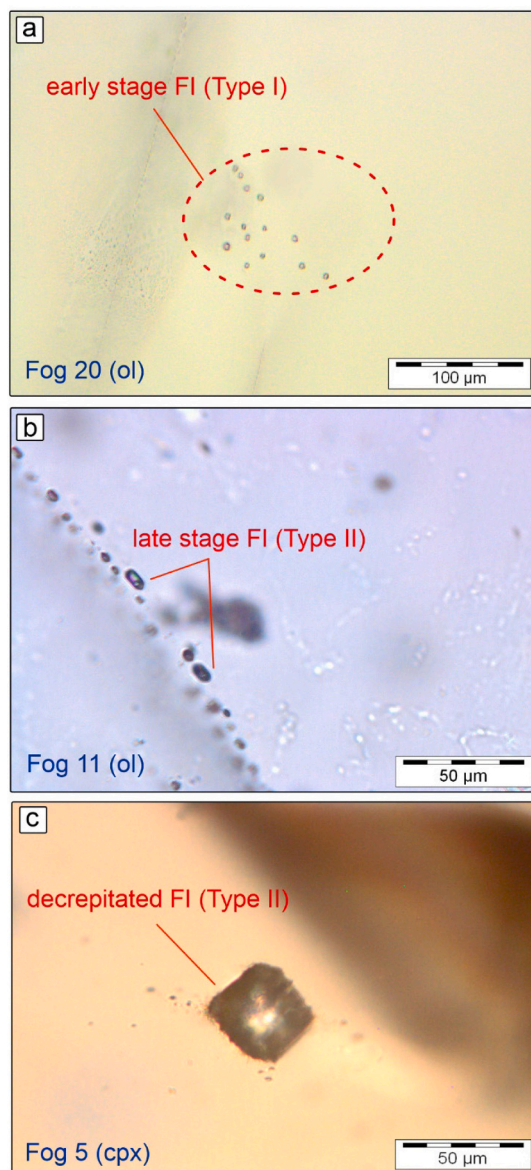 a
early stage FI (Type I)
Fog 20 (ol)
100 µm
b
late stage FI (Type II)
Fog 11 (ol)
50 µm
c
decrepitated FI (Type II)
Fog 5 (cpx)
50 µm